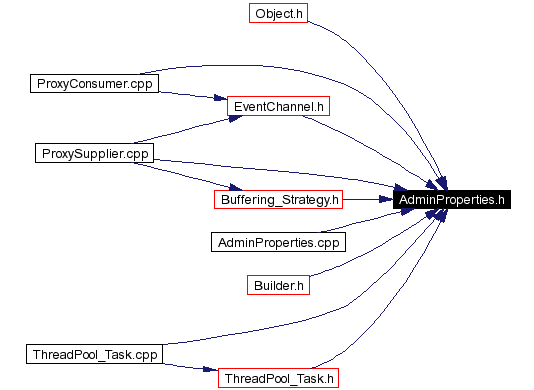 Object.h
ProxyConsumer.cpp
EventChannel.h
ProxySupplier.cpp
Buffering_Strategy.h
AdminProperties.h
AdminProperties.cpp
Builder.h
ThreadPool_Task.cpp
ThreadPool_Task.h